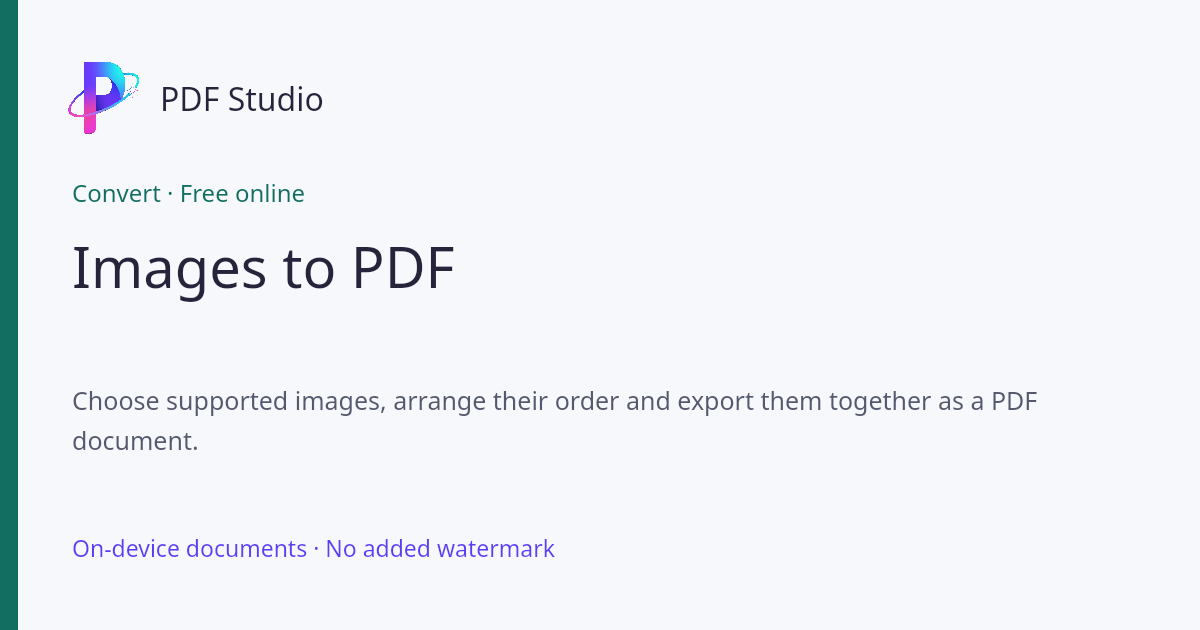 PDF Studio
Convert · Free online
Images to PDF
Choose supported images, arrange their order and export them together as a PDF
document.
On-device documents · No added watermark